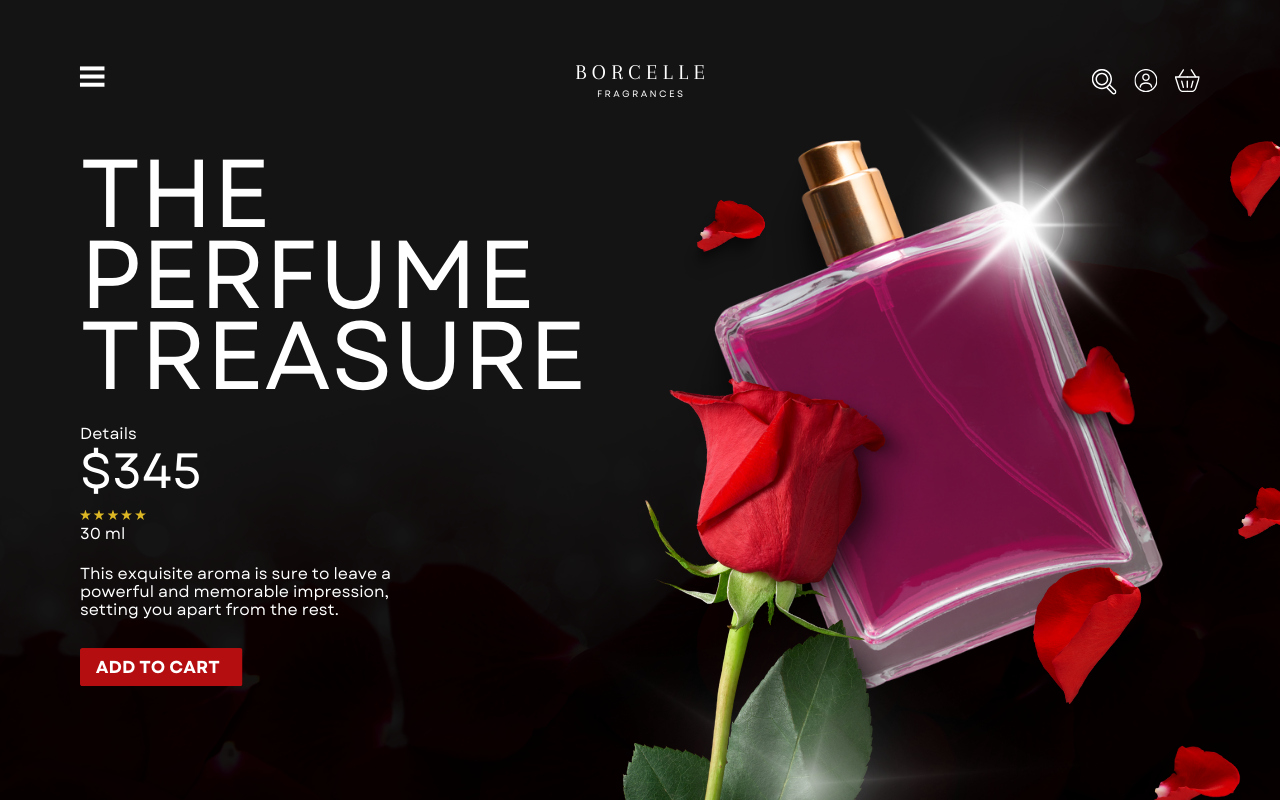 BORCELLE
FRAGRANCES
THE
PERFUME
TREASURE
Details
$345
30 ml
This exquisite aroma is sure to leave a
powerful and memorable impression,
setting you apart from the rest.
ADD TO CART